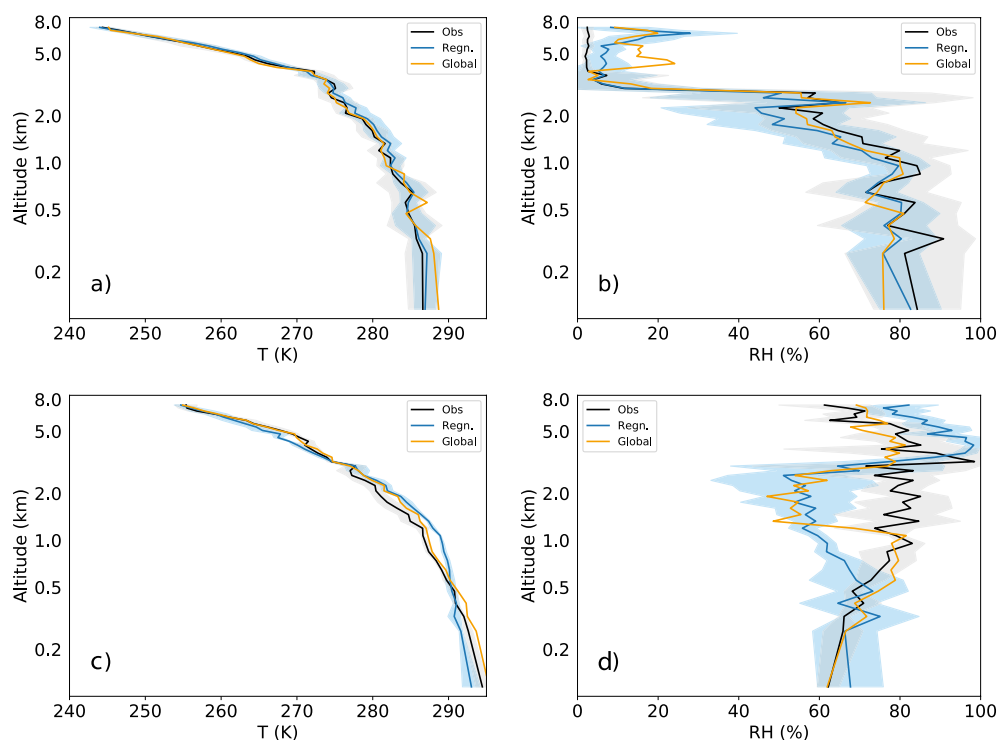 8.0
5.0
2.0
1.0
0.5
0.2
Altitude (km)
Obs
Regn.
Global
a)
240 250 260 270 280 290
T (K)
8.0
5.0
2.0
1.0
0.5
0.2
Altitude (km)
Obs
Regn.
Global
b)
0 20 40 60 80 100
RH (%)
8.0
5.0
2.0
1.0
0.5
0.2
Altitude (km)
Obs
Regn.
Global
c)
240 250 260 270 280 290
T (K)
8.0
5.0
2.0
1.0
0.5
0.2
Altitude (km)
Obs
Regn.
Global
d)
0 20 40 60 80 100
RH (%)